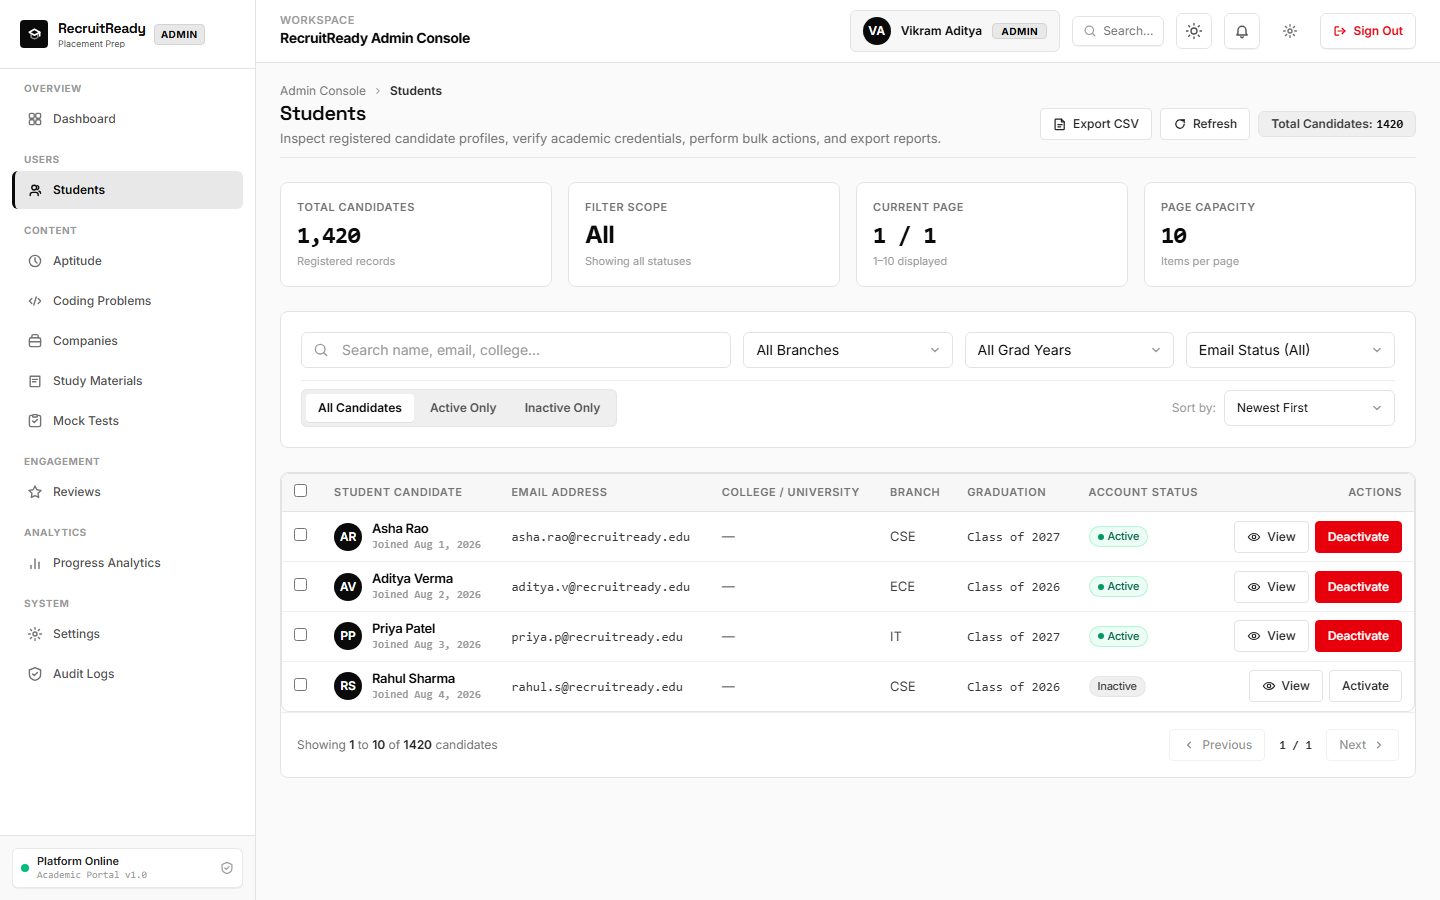 RecruitReady
Placement Prep
ADMIN
OVERVIEW
Dashboard
USERS
Students
CONTENT
Aptitude
Coding Problems
Companies
Study Materials
Mock Tests
ENGAGEMENT
Reviews
ANALYTICS
Progress Analytics
SYSTEM
Settings
Audit Logs
Platform Online
Academic Portal v1.0
WORKSPACE
RecruitReady Admin Console
VA Vikram Aditya ADMIN
Search...
Sign Out
Admin Console › Students
Students
Inspect registered candidate profiles, verify academic credentials, perform bulk actions, and export reports.
Export CSV
Refresh
Total Candidates: 1420
TOTAL CANDIDATES
1,420
Registered records
FILTER SCOPE
All
Showing all statuses
CURRENT PAGE
1 / 1
1–10 displayed
PAGE CAPACITY
10
Items per page
Search name, email, college...
All Branches
All Grad Years
Email Status (All)
All Candidates
Active Only
Inactive Only
Sort by: Newest First
STUDENT CANDIDATE EMAIL ADDRESS COLLEGE / UNIVERSITY BRANCH GRADUATION ACCOUNT STATUS ACTIONS
AR Asha Rao
Joined Aug 1, 2026
asha.rao@recruitready.edu — CSE Class of 2027 Active View Deactivate
AV Aditya Verma
Joined Aug 2, 2026
aditya.v@recruitready.edu — ECE Class of 2026 Active View Deactivate
PP Priya Patel
Joined Aug 3, 2026
priya.p@recruitready.edu — IT Class of 2027 Active View Deactivate
RS Rahul Sharma
Joined Aug 4, 2026
rahul.s@recruitready.edu — CSE Class of 2026 Inactive View Activate
Showing 1 to 10 of 1420 candidates
Previous 1 / 1 Next